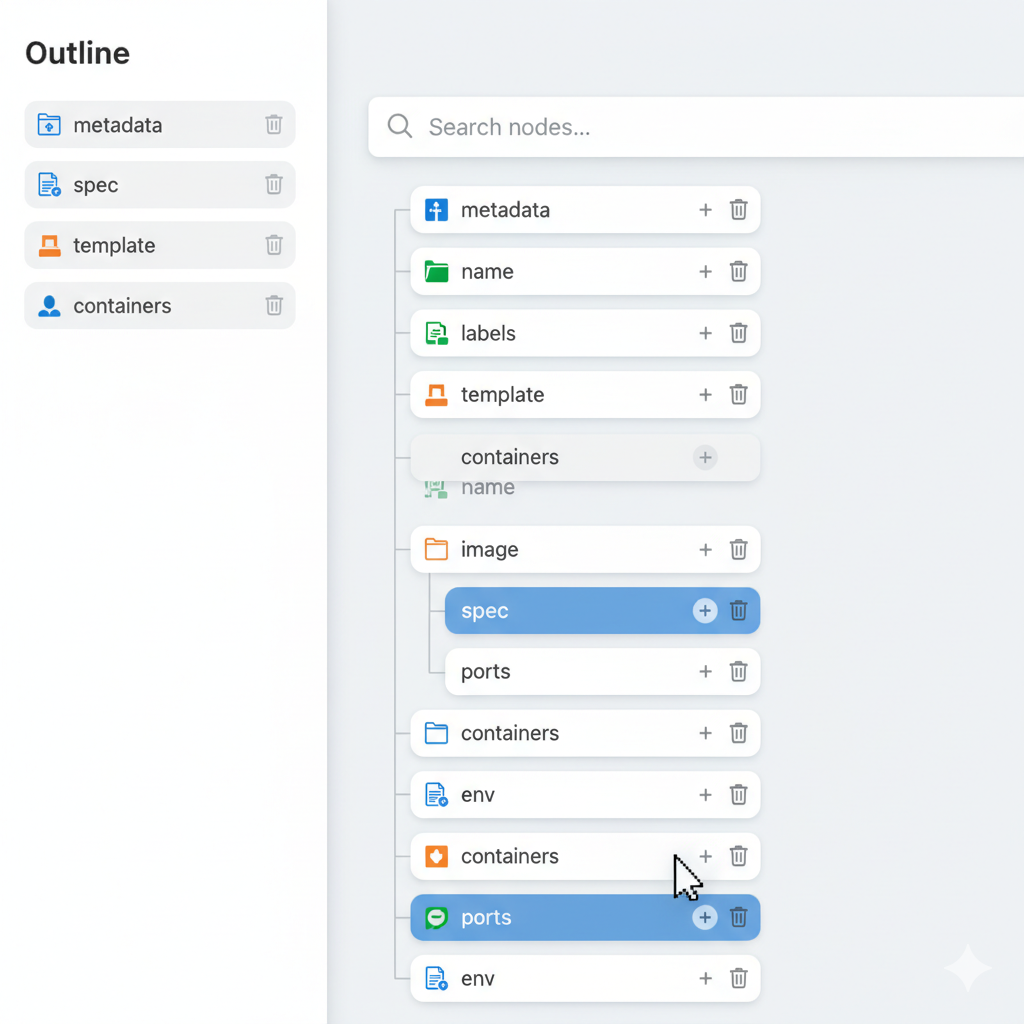 Outline
metadata
spec
template
containers
Search nodes...
metadata
name
labels
template
containers
name
image
spec
ports
containers
env
containers
ports
env